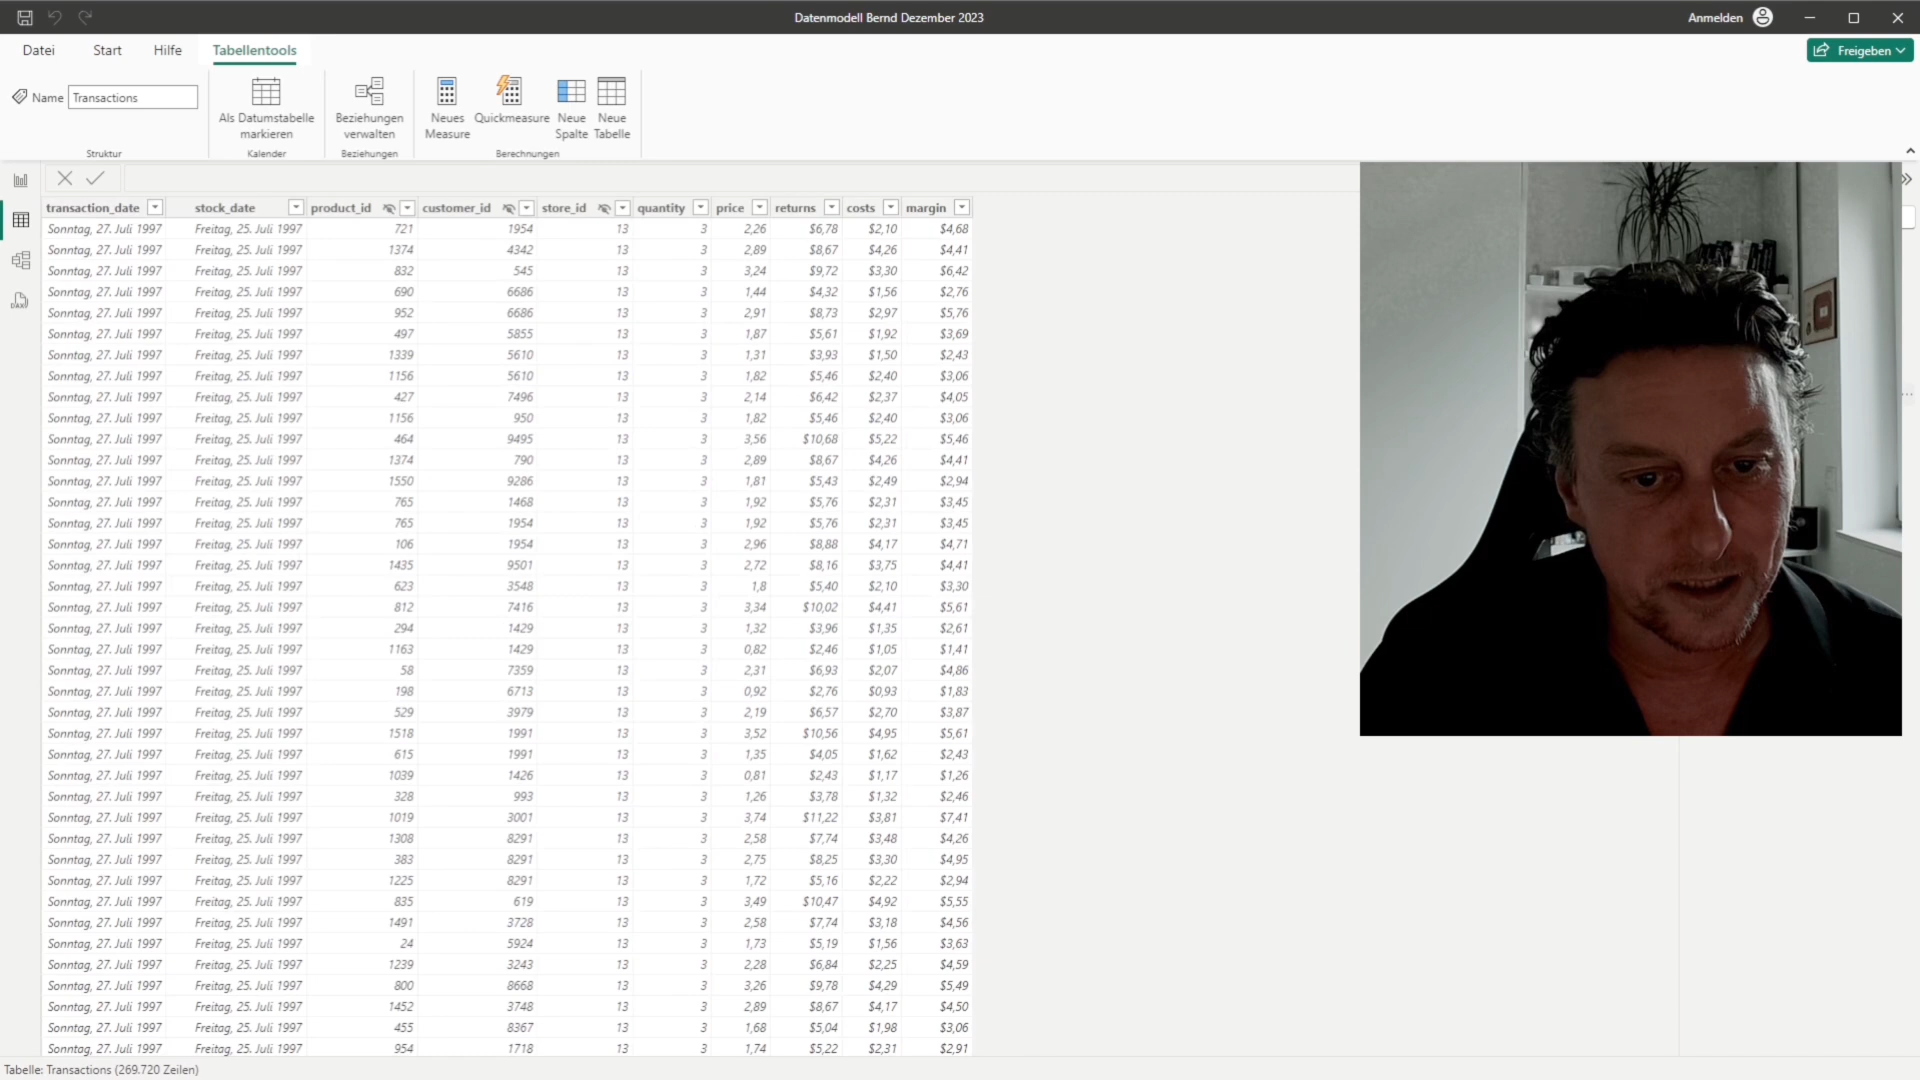 Datenmodell Bernd Dezember 2023
Anmelden
Datei Start Hilfe Tabellentools
Freigeben
Name Transactions
Als Datumstabelle markieren
Beziehungen verwalten
Neues Measure
Quickmeasure
Neue Spalte
Neue Tabelle
Struktur Kalender Beziehungen Berechnungen
transaction_date stock_date product_id customer_id store_id quantity price returns costs margin
Sonntag, 27. Juli 1997 Freitag, 25. Juli 1997 721 1954 13 3 2,26 $6,78 $2,10 $4,68
Sonntag, 27. Juli 1997 Freitag, 25. Juli 1997 1374 4342 13 3 2,89 $8,67 $4,26 $4,41
Sonntag, 27. Juli 1997 Freitag, 25. Juli 1997 832 545 13 3 3,24 $9,72 $3,30 $6,42
Sonntag, 27. Juli 1997 Freitag, 25. Juli 1997 690 6686 13 3 1,44 $4,32 $1,56 $2,76
Sonntag, 27. Juli 1997 Freitag, 25. Juli 1997 952 6686 13 3 2,91 $8,73 $2,97 $5,76
Sonntag, 27. Juli 1997 Freitag, 25. Juli 1997 497 5855 13 3 1,87 $5,61 $1,92 $3,69
Sonntag, 27. Juli 1997 Freitag, 25. Juli 1997 1339 5610 13 3 1,31 $3,93 $1,50 $2,43
Sonntag, 27. Juli 1997 Freitag, 25. Juli 1997 1156 5610 13 3 1,82 $5,46 $2,40 $3,06
Sonntag, 27. Juli 1997 Freitag, 25. Juli 1997 427 7496 13 3 2,14 $6,42 $2,37 $4,05
Sonntag, 27. Juli 1997 Freitag, 25. Juli 1997 1156 950 13 3 1,82 $5,46 $2,40 $3,06
Sonntag, 27. Juli 1997 Freitag, 25. Juli 1997 464 9495 13 3 3,56 $10,68 $5,22 $5,46
Sonntag, 27. Juli 1997 Freitag, 25. Juli 1997 1374 790 13 3 2,89 $8,67 $4,26 $4,41
Sonntag, 27. Juli 1997 Freitag, 25. Juli 1997 1550 9286 13 3 1,81 $5,43 $2,49 $2,94
Sonntag, 27. Juli 1997 Freitag, 25. Juli 1997 765 1468 13 3 1,92 $5,76 $2,31 $3,45
Sonntag, 27. Juli 1997 Freitag, 25. Juli 1997 765 1954 13 3 1,92 $5,76 $2,31 $3,45
Sonntag, 27. Juli 1997 Freitag, 25. Juli 1997 106 1954 13 3 2,96 $8,88 $4,17 $4,71
Sonntag, 27. Juli 1997 Freitag, 25. Juli 1997 1435 9501 13 3 2,72 $8,16 $3,75 $4,41
Sonntag, 27. Juli 1997 Freitag, 25. Juli 1997 623 3548 13 3 1,8 $5,40 $2,10 $3,30
Sonntag, 27. Juli 1997 Freitag, 25. Juli 1997 812 7416 13 3 3,34 $10,02 $4,41 $5,61
Sonntag, 27. Juli 1997 Freitag, 25. Juli 1997 294 1429 13 3 1,32 $3,96 $1,35 $2,61
Sonntag, 27. Juli 1997 Freitag, 25. Juli 1997 1163 1429 13 3 0,82 $2,46 $1,05 $1,41
Sonntag, 27. Juli 1997 Freitag, 25. Juli 1997 58 7359 13 3 2,31 $6,93 $2,07 $4,86
Sonntag, 27. Juli 1997 Freitag, 25. Juli 1997 198 6713 13 3 0,92 $2,76 $0,93 $1,83
Sonntag, 27. Juli 1997 Freitag, 25. Juli 1997 529 3979 13 3 2,19 $6,57 $2,70 $3,87
Sonntag, 27. Juli 1997 Freitag, 25. Juli 1997 1518 1991 13 3 3,52 $10,56 $4,95 $5,61
Sonntag, 27. Juli 1997 Freitag, 25. Juli 1997 615 1991 13 3 1,35 $4,05 $1,62 $2,43
Sonntag, 27. Juli 1997 Freitag, 25. Juli 1997 1039 1426 13 3 0,81 $2,43 $1,17 $1,26
Sonntag, 27. Juli 1997 Freitag, 25. Juli 1997 328 993 13 3 1,26 $3,78 $1,32 $2,46
Sonntag, 27. Juli 1997 Freitag, 25. Juli 1997 1019 3001 13 3 3,74 $11,22 $3,81 $7,41
Sonntag, 27. Juli 1997 Freitag, 25. Juli 1997 1308 8291 13 3 2,58 $7,74 $3,48 $4,26
Sonntag, 27. Juli 1997 Freitag, 25. Juli 1997 383 8291 13 3 2,75 $8,25 $3,30 $4,95
Sonntag, 27. Juli 1997 Freitag, 25. Juli 1997 1225 8291 13 3 1,72 $5,16 $2,22 $2,94
Sonntag, 27. Juli 1997 Freitag, 25. Juli 1997 835 619 13 3 3,49 $10,47 $4,92 $5,55
Sonntag, 27. Juli 1997 Freitag, 25. Juli 1997 1491 3728 13 3 2,58 $7,74 $3,18 $4,56
Sonntag, 27. Juli 1997 Freitag, 25. Juli 1997 24 5924 13 3 1,73 $5,19 $1,56 $3,63
Sonntag, 27. Juli 1997 Freitag, 25. Juli 1997 1239 3243 13 3 2,28 $6,84 $2,25 $4,59
Sonntag, 27. Juli 1997 Freitag, 25. Juli 1997 800 8668 13 3 3,26 $9,78 $4,29 $5,49
Sonntag, 27. Juli 1997 Freitag, 25. Juli 1997 1452 3748 13 3 2,89 $8,67 $4,17 $4,50
Sonntag, 27. Juli 1997 Freitag, 25. Juli 1997 455 8367 13 3 1,68 $5,04 $1,98 $3,06
Sonntag, 27. Juli 1997 Freitag, 25. Juli 1997 954 1718 13 3 1,74 $5,22 $2,31 $2,91
Tabelle: Transactions (269.720 Zeilen)